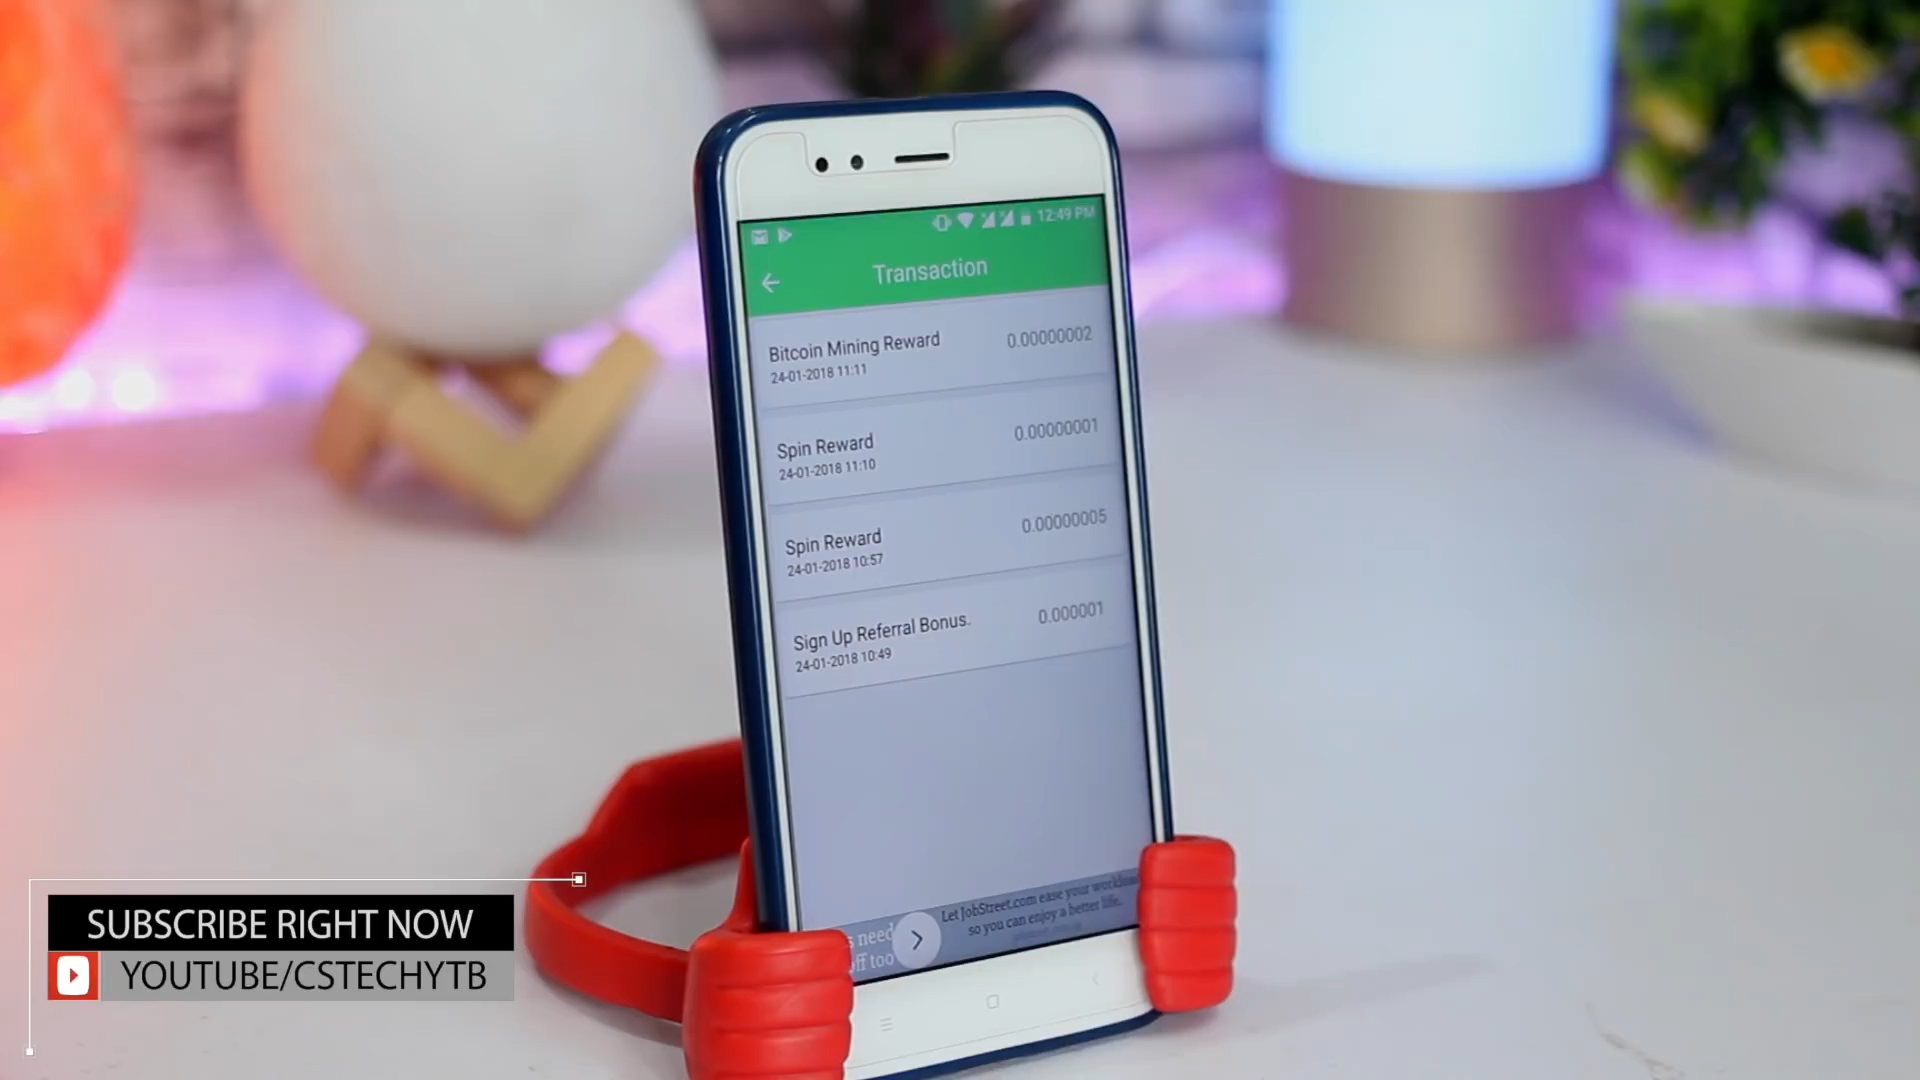 12:49 PM
Transaction
Bitcoin Mining Reward
0.00000002
24-01-2018 11:11
Spin Reward
0.00000001
24-01-2018 11:10
Spin Reward
0.00000005
24-01-2018 10:57
Sign Up Referral Bonus.
0.000001
24-01-2018 10:49
s need
off too
Let JobStreet.com ease your workload
so you can enjoy a better life.
SUBSCRIBE RIGHT NOW
YOUTUBE/CSTECHYTB